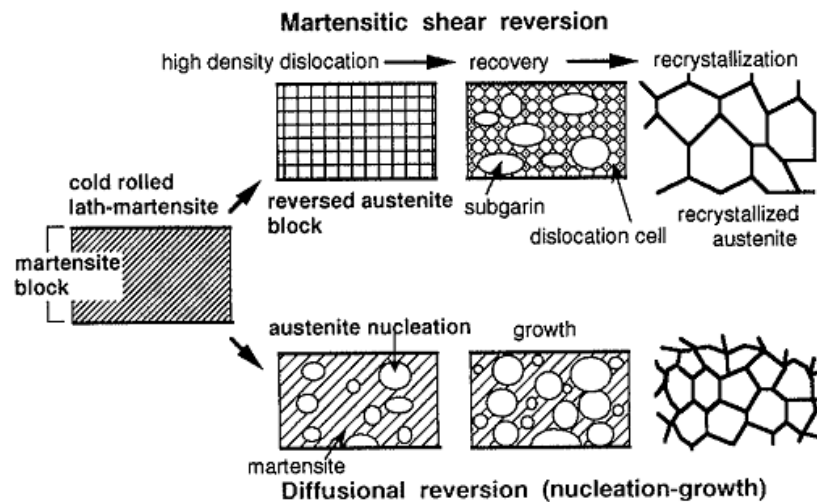 Martensitic shear reversion
high density dislocation
recovery
recrystallization
cold rolled
lath-martensite
reversed austenite
block
subgarin
dislocation cell
recrystallized
austenite
martensite
block
austenite nucleation
growth
martensite
Diffusional reversion (nucleation-growth)